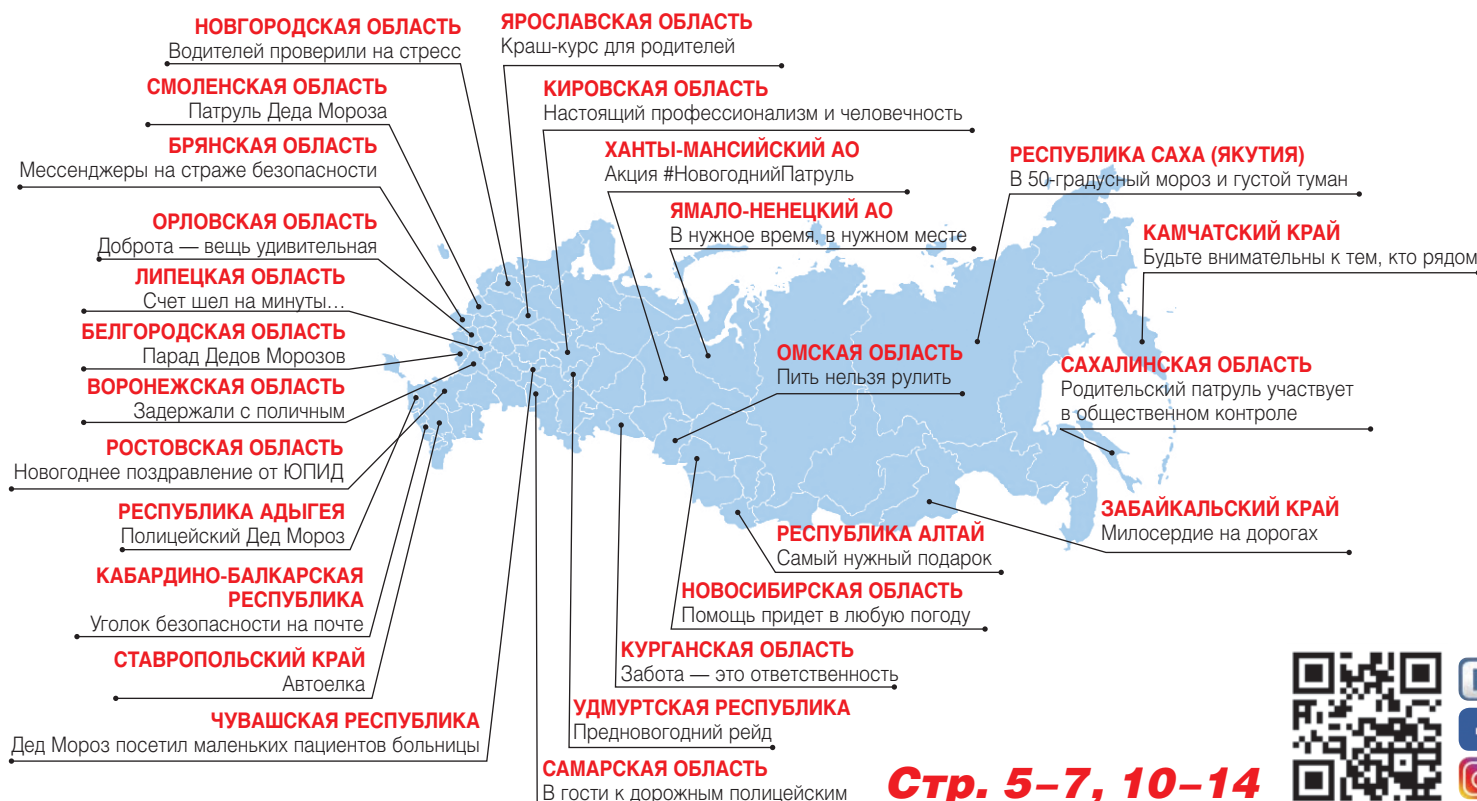 НОВГОРОДСКАЯ ОБЛАСТЬ
Водителей проверили на стресс
ЯРОСЛАВСКАЯ ОБЛАСТЬ
Краш-курс для родителей
СМОЛЕНСКАЯ ОБЛАСТЬ
Патруль Деда Мороза
КИРОВСКАЯ ОБЛАСТЬ
Настоящий профессионализм и человечность
БРЯНСКАЯ ОБЛАСТЬ
Мессенджеры на страже безопасности
ХАНТЫ-МАНСИЙСКИЙ АО
Акция #НовогоднийПатруль
РЕСПУБЛИКА САХА (ЯКУТИЯ)
В 50-градусный мороз и густой туман
ОРЛОВСКАЯ ОБЛАСТЬ
Доброта — вещь удивительная
ЯМАЛО-НЕНЕЦКИЙ АО
В нужное время, в нужном месте
КАМЧАТСКИЙ КРАЙ
Будьте внимательны к тем, кто рядом
ЛИПЕЦКАЯ ОБЛАСТЬ
Счет шел на минуты...
БЕЛГОРОДСКАЯ ОБЛАСТЬ
Парад Дедов Морозов
ОМСКАЯ ОБЛАСТЬ
Пить нельзя рулить
САХАЛИНСКАЯ ОБЛАСТЬ
Родительский патруль участвует
в общественном контроле
ВОРОНЕЖСКАЯ ОБЛАСТЬ
Задержали с поличным
РОСТОВСКАЯ ОБЛАСТЬ
Новогоднее поздравление от ЮПИД
РЕСПУБЛИКА АДЫГЕЯ
Полицейский Дед Мороз
ЗАБАЙКАЛЬСКИЙ КРАЙ
Милосердие на дорогах
РЕСПУБЛИКА АЛТАЙ
Самый нужный подарок
КАБАРДИНО-БАЛКАРСКАЯ
РЕСПУБЛИКА
Уголок безопасности на почте
НОВОСИБИРСКАЯ ОБЛАСТЬ
Помощь придет в любую погоду
СТАВРОПОЛЬСКИЙ КРАЙ
Автоелка
КУРГАНСКАЯ ОБЛАСТЬ
Забота — это ответственность
ЧУВАШСКАЯ РЕСПУБЛИКА
Дед Мороз посетил маленьких пациентов больницы
УДМУРТСКАЯ РЕСПУБЛИКА
Предновогодний рейд
САМАРСКАЯ ОБЛАСТЬ
В гости к дорожным полицейским
Стр. 5–7, 10–14